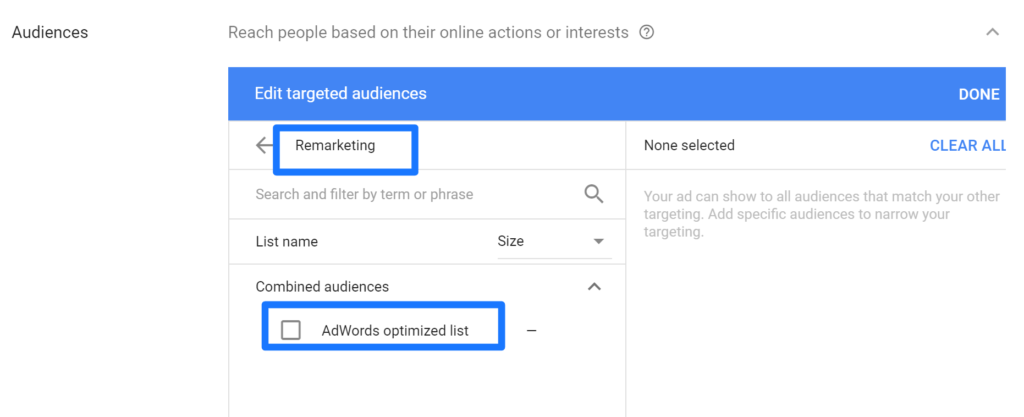 Audiences
Reach people based on their online actions or interests
Edit targeted audiences
DONE
Remarketing
None selected
CLEAR ALL
Search and filter by term or phrase
Your ad can show to all audiences that match your other
targeting. Add specific audiences to narrow your
targeting.
List name
Size
Combined audiences
AdWords optimized list
–